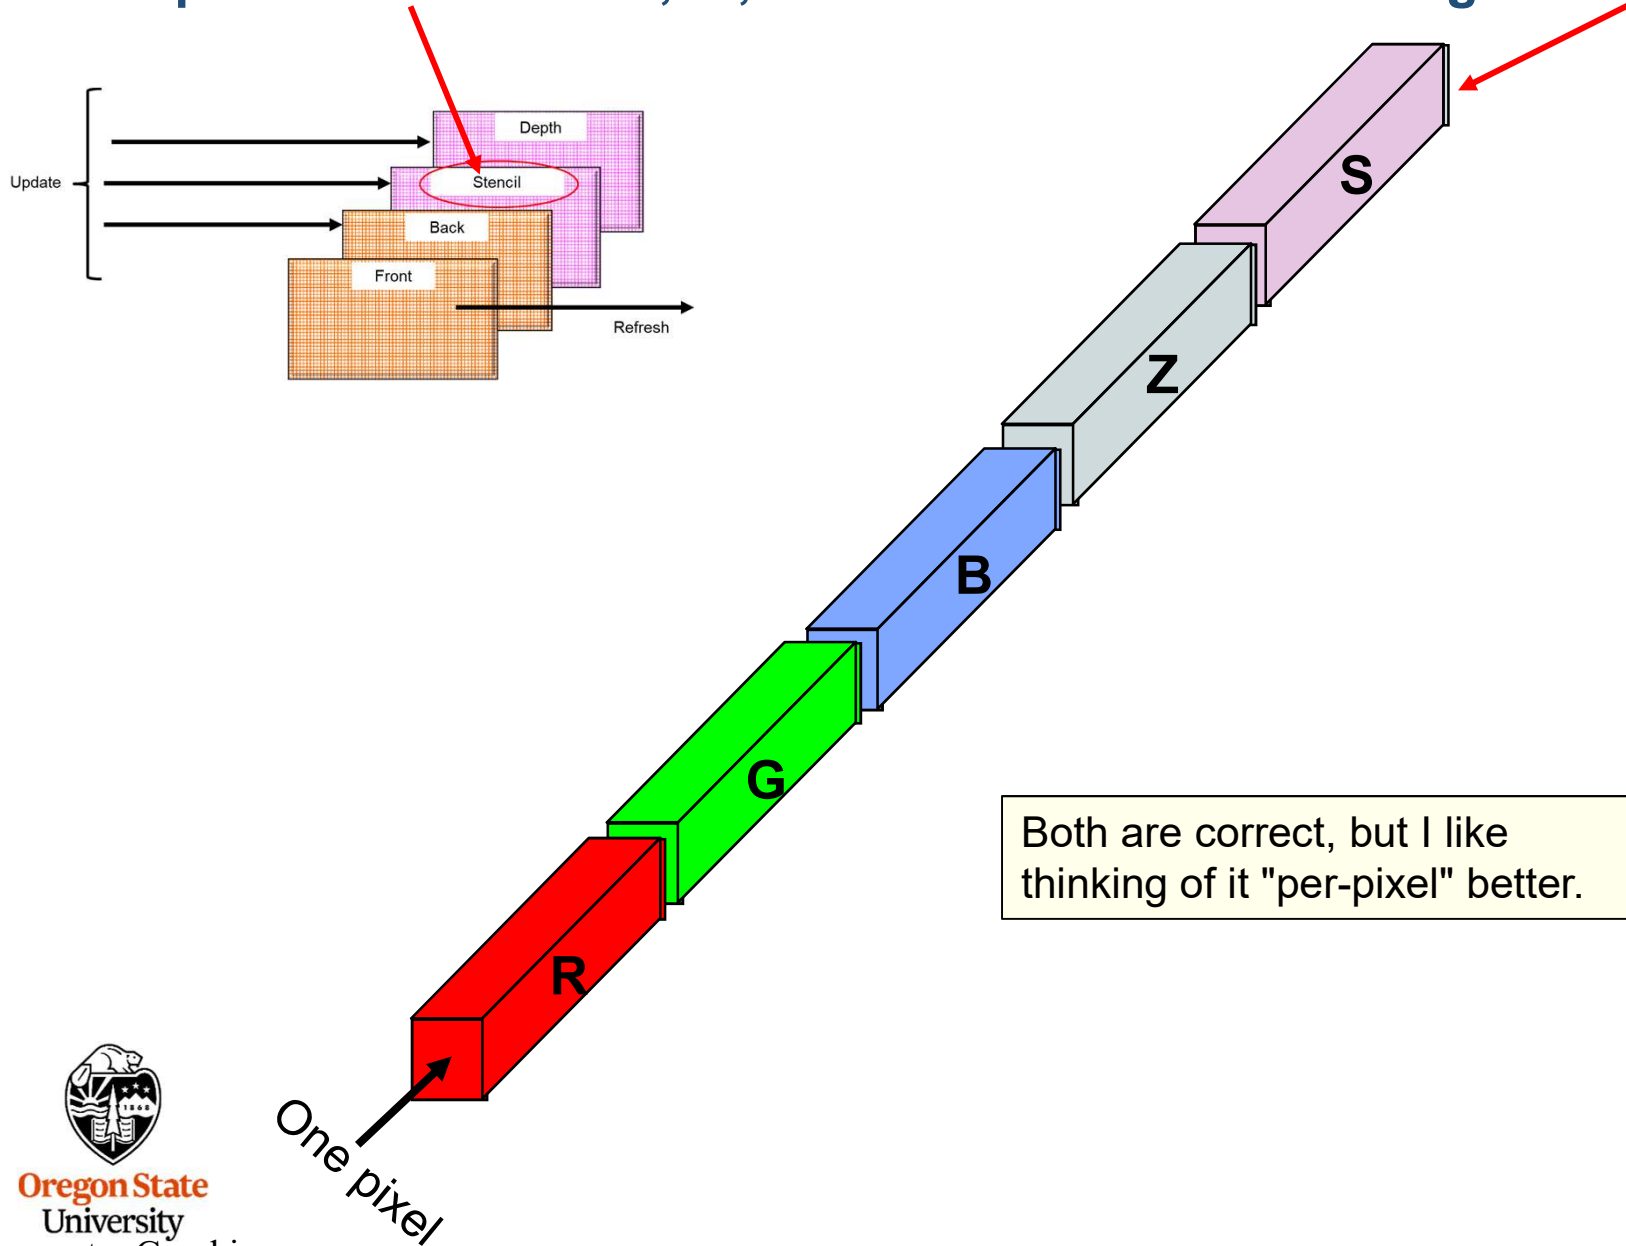 Depth
Update
Stencil
Back
Front
Refresh
S
Z
B
G
R
Both are correct, but I like
thinking of it "per-pixel" better.
One pixel
1868
Oregon State
University